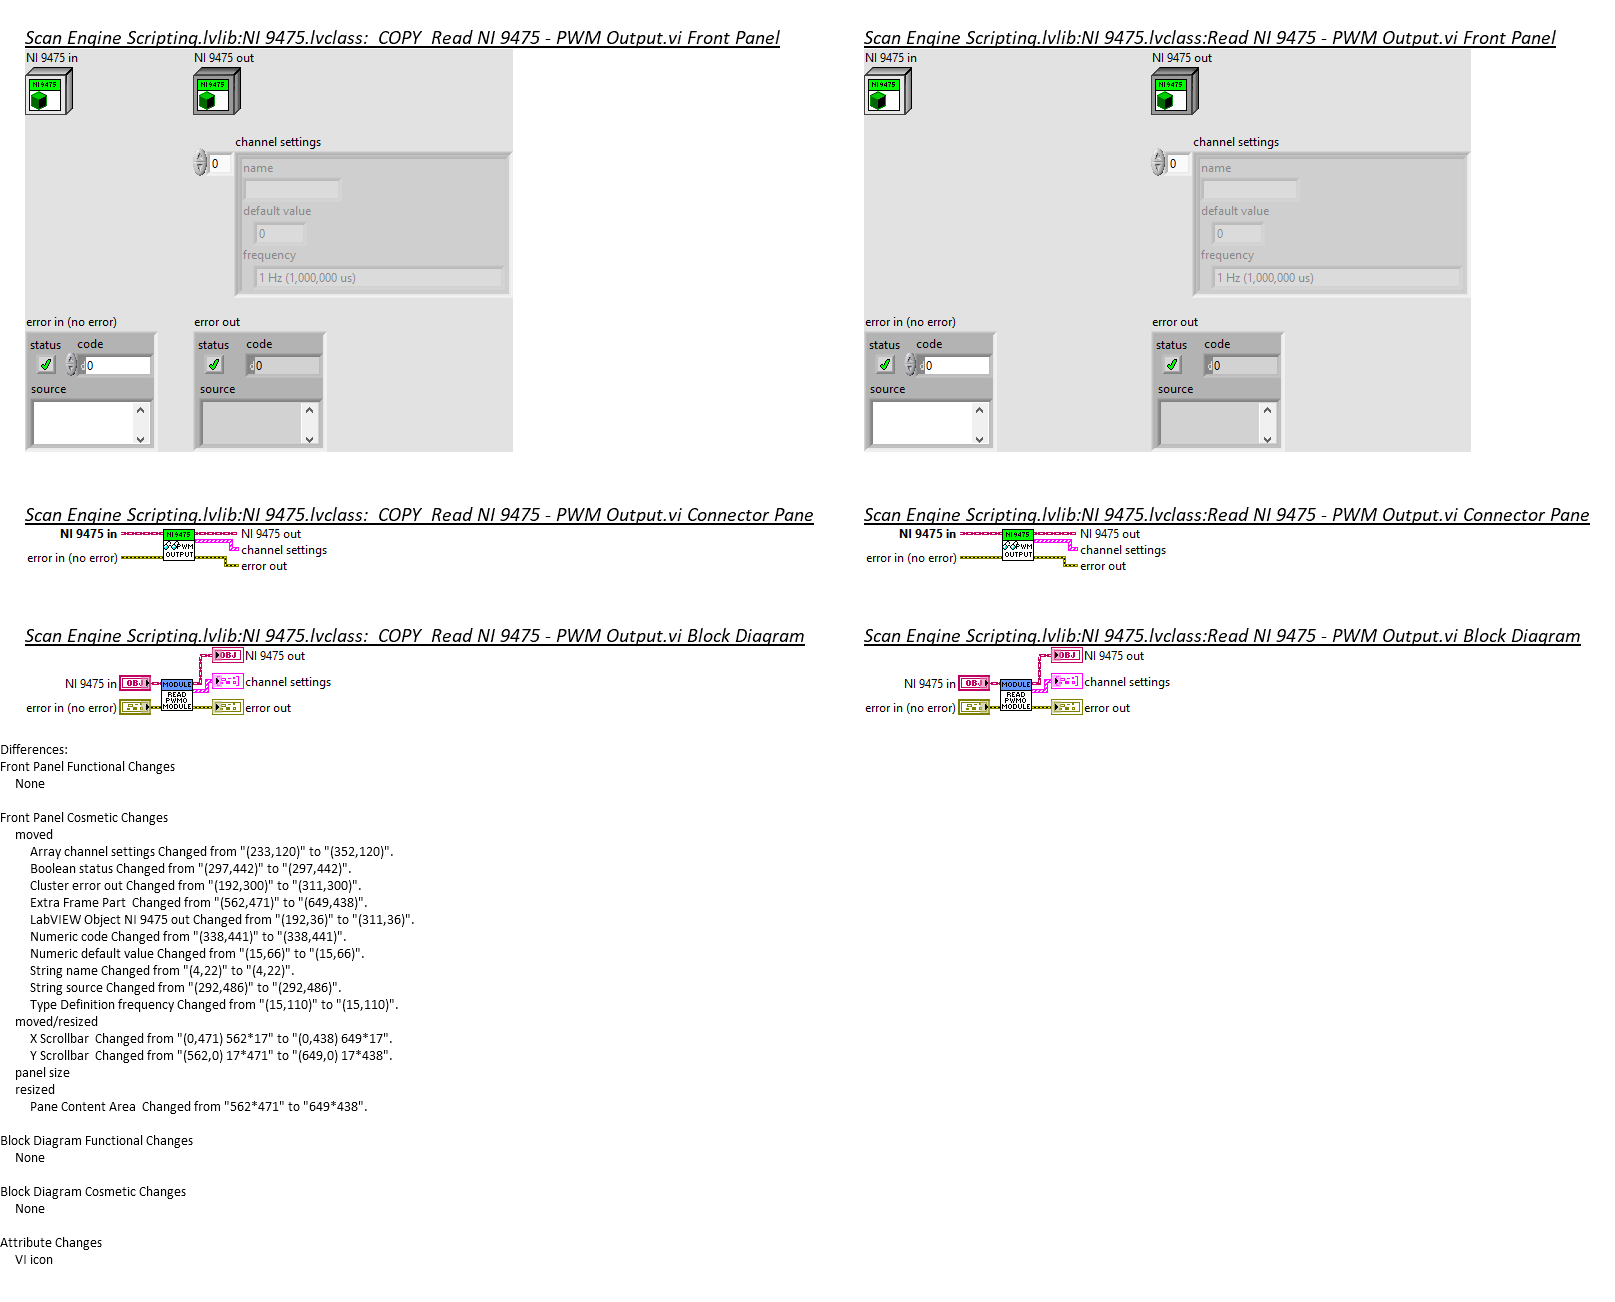 Scan Engine Scripting.lvlib:NI 9475.lvclass:  COPY  Read NI 9475 - PWM Output.vi Front Panel
NI 9475 in
NI 9475 out
NI 9475
NI 9475
channel settings
0
name
default value
0
frequency
1 Hz (1,000,000 us)
error in (no error)
error out
status
code
status
code
d 0
d 0
source
source
Scan Engine Scripting.lvlib:NI 9475.lvclass:Read NI 9475 - PWM Output.vi Front Panel
NI 9475 in
NI 9475 out
NI 9475
NI 9475
channel settings
0
name
default value
0
frequency
1 Hz (1,000,000 us)
error in (no error)
error out
status
code
status
code
d 0
d 0
source
source
Scan Engine Scripting.lvlib:NI 9475.lvclass:  COPY  Read NI 9475 - PWM Output.vi Connector Pane
NI 9475 in
NI 9475
NI 9475 out
PWM
channel settings
error in (no error)
OUTPUT
error out
Scan Engine Scripting.lvlib:NI 9475.lvclass:Read NI 9475 - PWM Output.vi Connector Pane
NI 9475 in
NI 9475
NI 9475 out
PWM
channel settings
error in (no error)
OUTPUT
error out
Scan Engine Scripting.lvlib:NI 9475.lvclass:  COPY  Read NI 9475 - PWM Output.vi Block Diagram
OBJ
NI 9475 out
NI 9475 in
OBJ
MODULE
channel settings
READ
PWMO
MODULE
error in (no error)
error out
Scan Engine Scripting.lvlib:NI 9475.lvclass:Read NI 9475 - PWM Output.vi Block Diagram
OBJ
NI 9475 out
NI 9475 in
OBJ
MODULE
channel settings
READ
PWMO
MODULE
error in (no error)
error out
Differences:
Front Panel Functional Changes
None
Front Panel Cosmetic Changes
moved
Array channel settings Changed from "(233,120)" to "(352,120)".
Boolean status Changed from "(297,442)" to "(297,442)".
Cluster error out Changed from "(192,300)" to "(311,300)".
Extra Frame Part  Changed from "(562,471)" to "(649,438)".
LabVIEW Object NI 9475 out Changed from "(192,36)" to "(311,36)".
Numeric code Changed from "(338,441)" to "(338,441)".
Numeric default value Changed from "(15,66)" to "(15,66)".
String name Changed from "(4,22)" to "(4,22)".
String source Changed from "(292,486)" to "(292,486)".
Type Definition frequency Changed from "(15,110)" to "(15,110)".
moved/resized
X Scrollbar  Changed from "(0,471) 562*17" to "(0,438) 649*17".
Y Scrollbar  Changed from "(562,0) 17*471" to "(649,0) 17*438".
panel size
resized
Pane Content Area  Changed from "562*471" to "649*438".
Block Diagram Functional Changes
None
Block Diagram Cosmetic Changes
None
Attribute Changes
VI icon